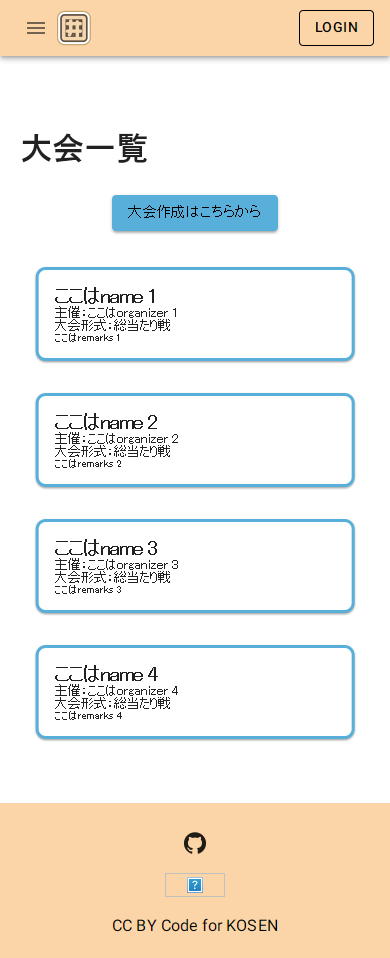 LOGIN
大会一覧
大会作成はこちらから
ここはname 1
主催：ここはorganizer 1
大会形式：総当たり戦
ここはremarks 1
ここはname 2
主催：ここはorganizer 2
大会形式：総当たり戦
ここはremarks 2
ここはname 3
主催：ここはorganizer 3
大会形式：総当たり戦
ここはremarks 3
ここはname 4
主催：ここはorganizer 4
大会形式：総当たり戦
ここはremarks 4
CC BY Code for KOSEN